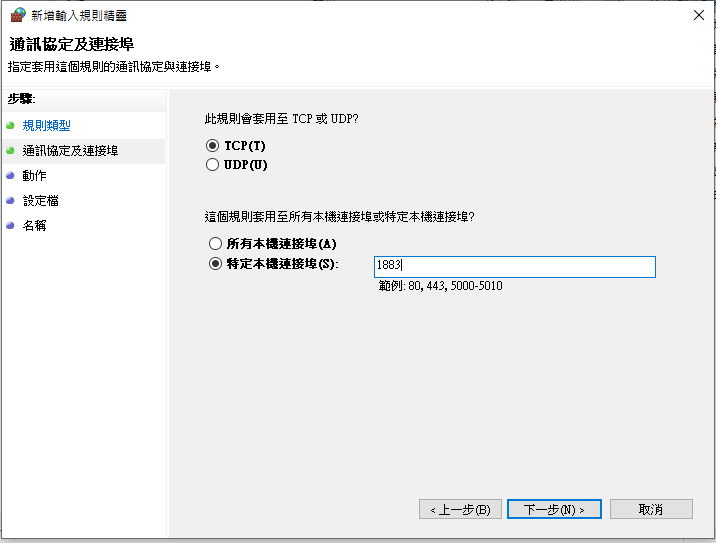 新增輸入規則精靈
通訊協定及連接埠
指定套用這個規則的通訊協定與連接埠。
步驟:
規則類型
通訊協定及連接埠
動作
設定檔
名稱
此規則會套用至 TCP 或 UDP?
TCP(T)
UDP(U)
這個規則套用至所有本機連接埠或特定本機連接埠?
所有本機連接埠(A)
特定本機連接埠(S):
1883
範例: 80, 443, 5000-5010
< 上一步(B)
下一步(N) >
取消